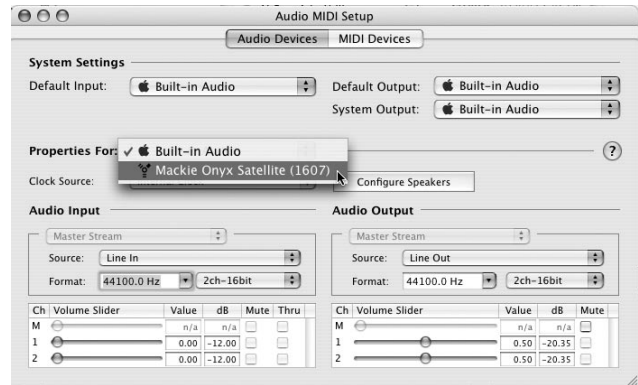 Audio MIDI Setup
Audio Devices MIDI Devices
System Settings
Default Input: Built-in Audio
Default Output: Built-in Audio
System Output: Built-in Audio
Properties For: ✓ Built-in Audio ?
Mackie Onyx Satellite (1607)
Clock Source: Configure Speakers
Audio Input
Master Stream
Source: Line In
Format: 44100.0 Hz 2ch-16bit
Ch Volume Slider Value dB Mute Thru
M n/a n/a
1 0.00 -12.00
2 0.00 -12.00
Audio Output
Master Stream
Source: Line Out
Format: 44100.0 Hz 2ch-16bit
Ch Volume Slider Value dB Mute
M n/a n/a
1 0.50 -20.35
2 0.50 -20.35